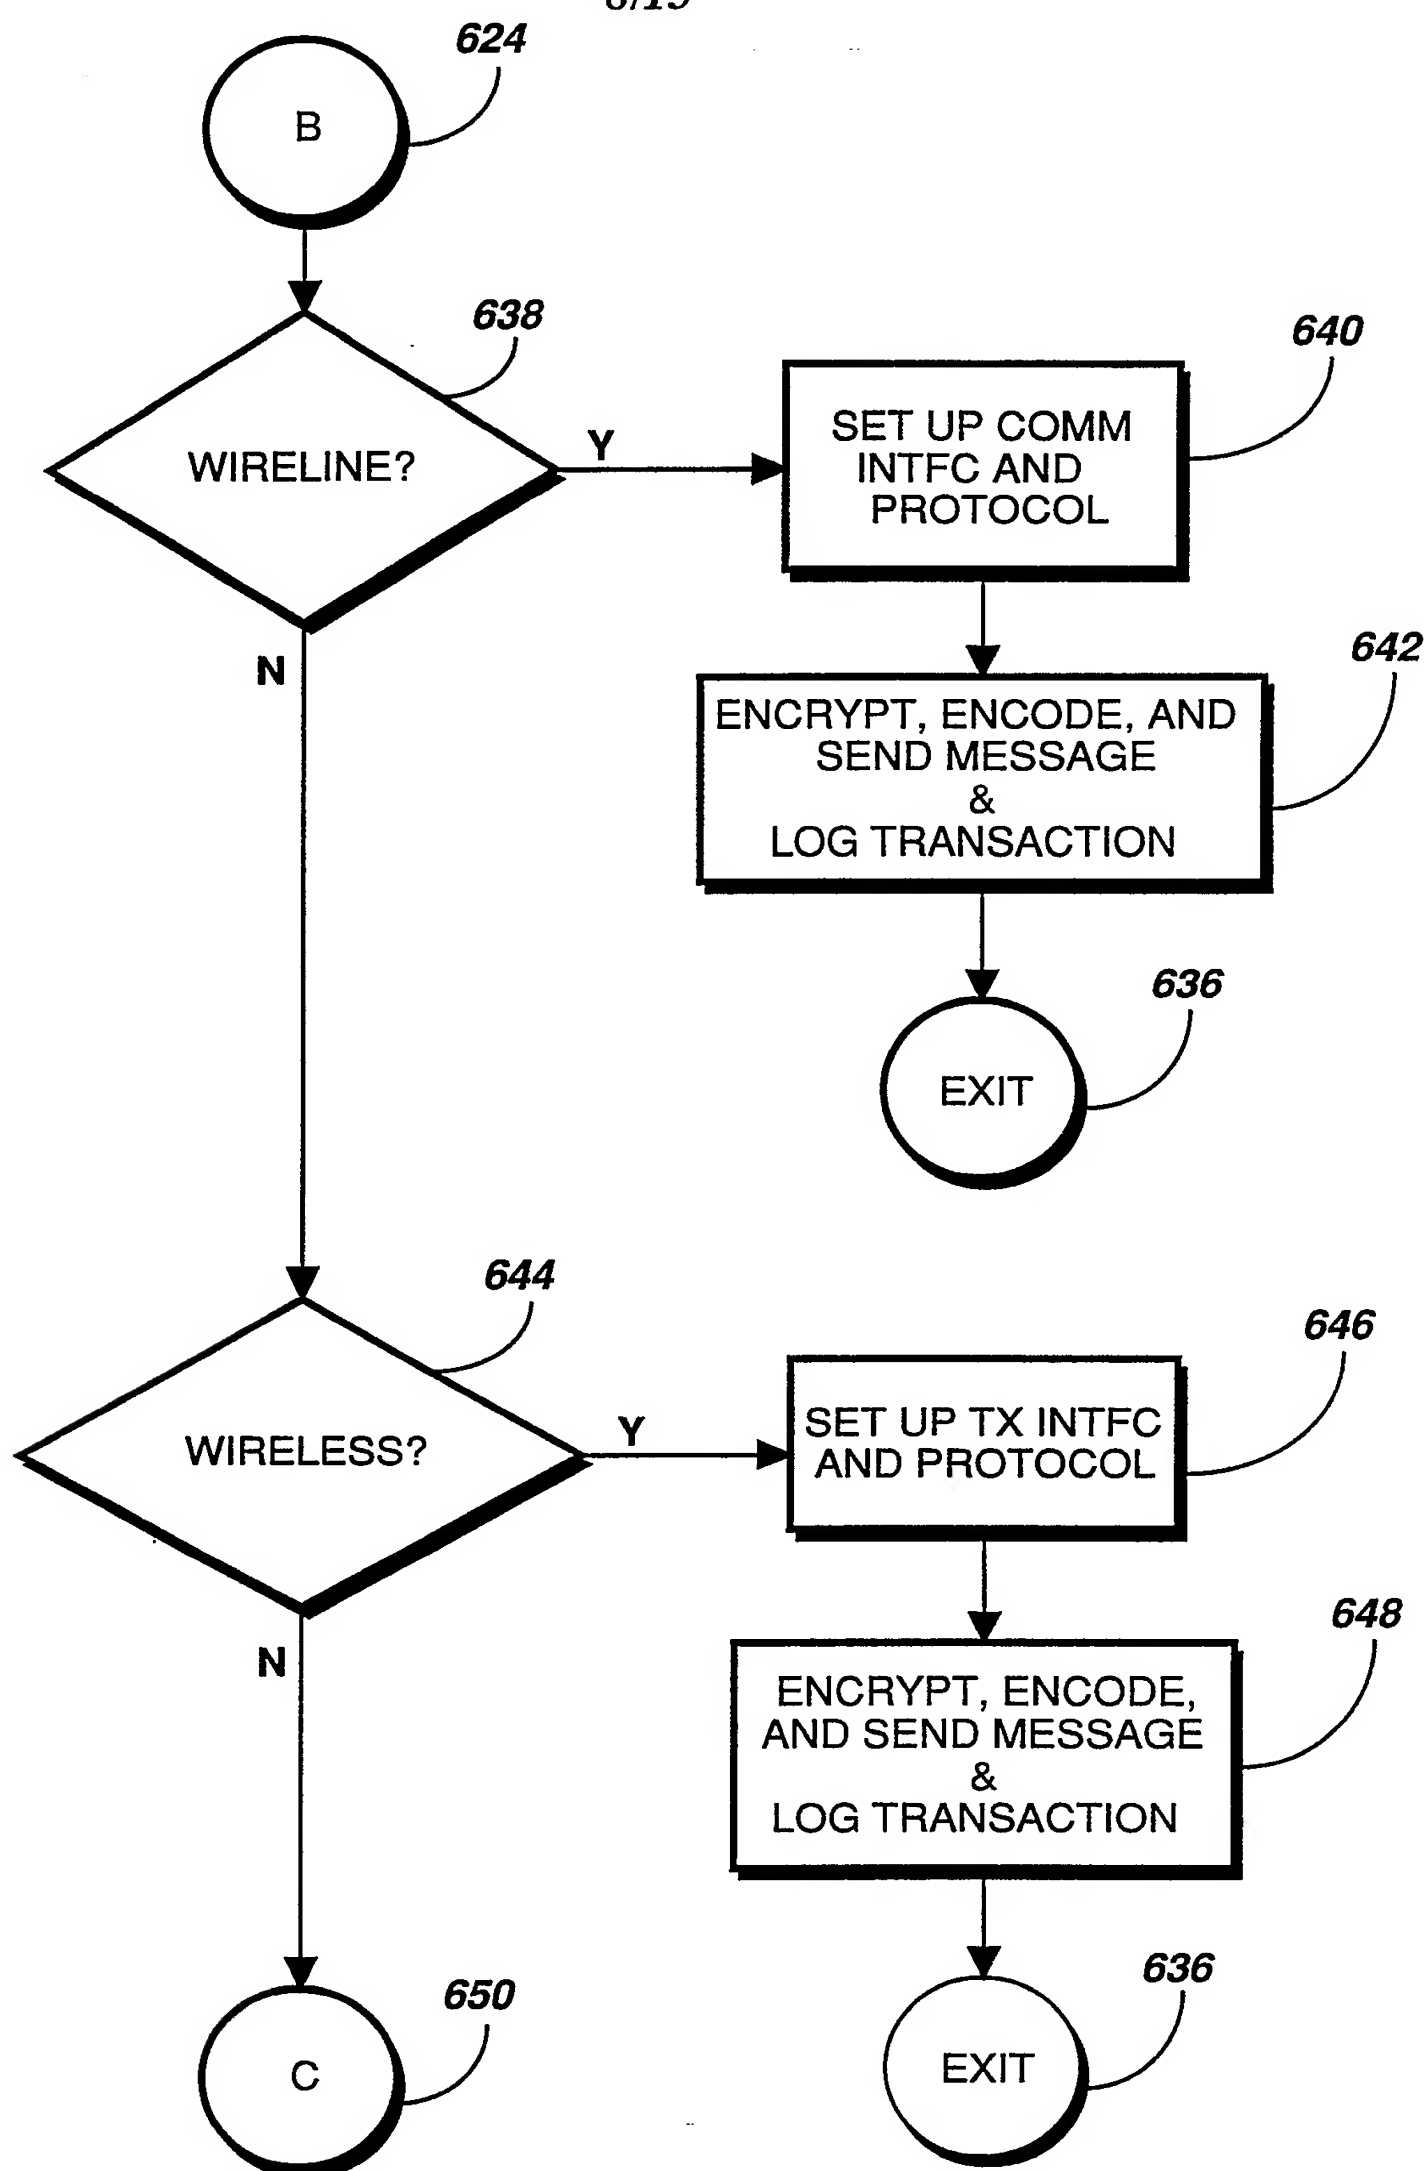 624
B
638
WIRELINE?
Y
N
640
SET UP COMM
INTFC AND
PROTOCOL
642
ENCRYPT, ENCODE, AND
SEND MESSAGE
&
LOG TRANSACTION
636
EXIT
644
WIRELESS?
Y
N
646
SET UP TX INTFC
AND PROTOCOL
648
ENCRYPT, ENCODE,
AND SEND MESSAGE
&
LOG TRANSACTION
636
EXIT
650
C